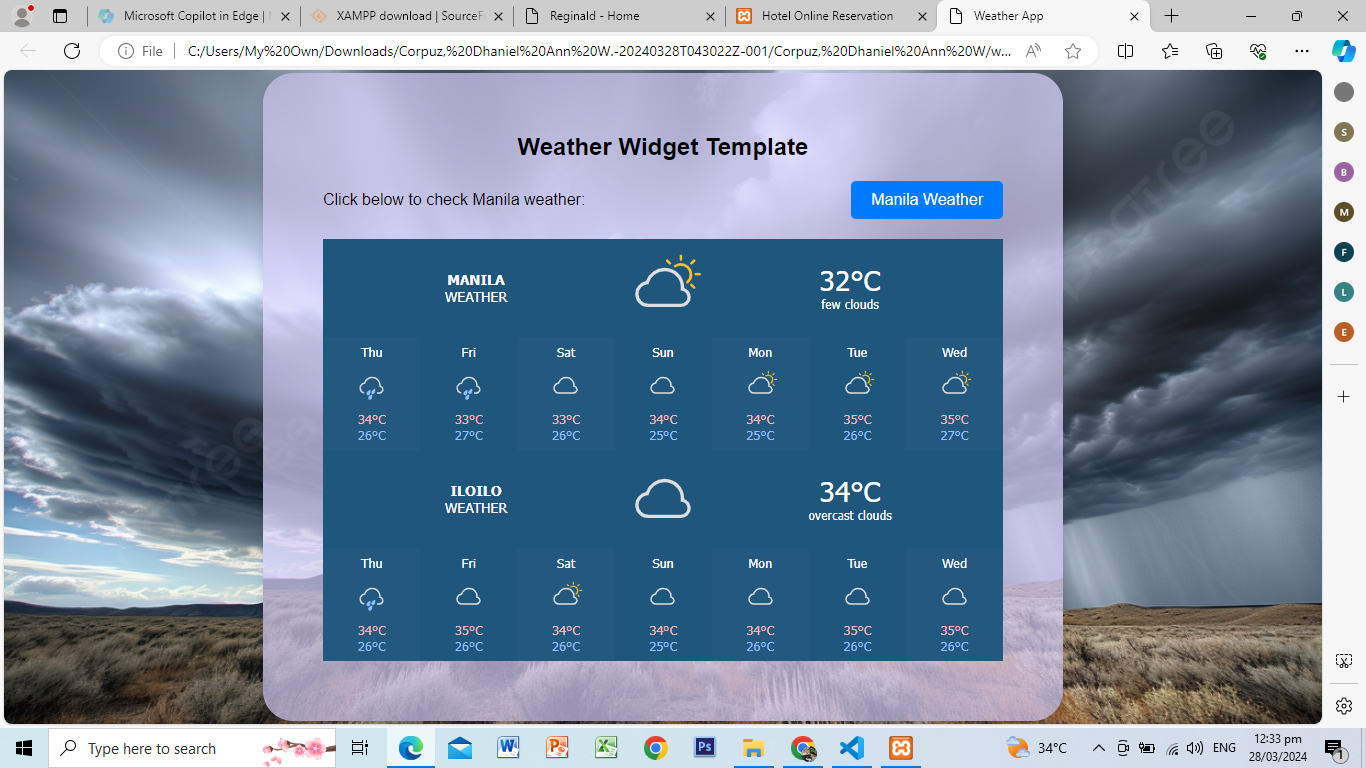 Microsoft Copilot in Edge |
XAMPP download | SourceF
Reginald - Home
Hotel Online Reservation
Weather App
File
C:/Users/My%20Own/Downloads/Corpuz,%20Dhaniel%20Ann%20W.-20240328T043022Z-001/Corpuz,%20Dhaniel%20Ann%20W/w...
Weather Widget Template
Click below to check Manila weather:
Manila Weather
MANILA
WEATHER
32°C
few clouds
Thu Fri Sat Sun Mon Tue Wed
34°C 33°C 33°C 34°C 34°C 35°C 35°C
26°C 27°C 26°C 25°C 25°C 26°C 27°C
ILOILO
WEATHER
34°C
overcast clouds
Thu Fri Sat Sun Mon Tue Wed
34°C 35°C 34°C 34°C 34°C 35°C 35°C
26°C 26°C 26°C 25°C 26°C 26°C 26°C
S
B
M
F
L
E
Type here to search
Ps
34°C
ENG
12:33 pm
28/03/2024
1